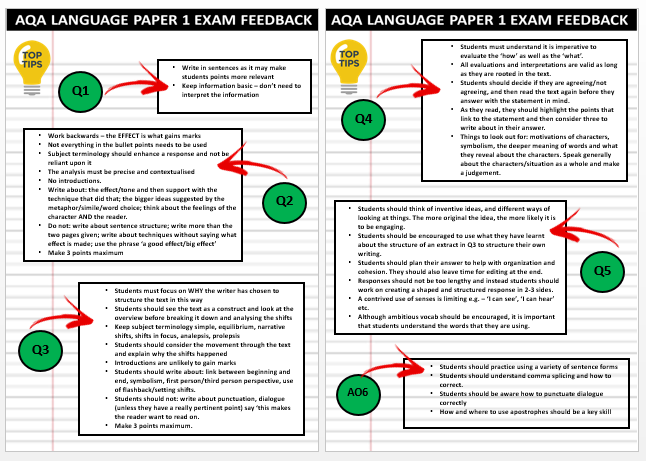 AQA LANGUAGE PAPER 1 EXAM FEEDBACK
TOP
TIPS
Q1
• Write in sentences as it may make
students points more relevant
• Keep information basic – don't need to
interpret the information
• Work backwards – the EFFECT is what gains marks
• Not everything in the bullet points needs to be used
• Subject terminology should enhance a response and not be
reliant upon it
• The analysis must be precise and contextualised
• No introductions.
• Write about: the effect/tone and then support with the
technique that did that; the bigger ideas suggested by the
metaphor/simile/word choice; think about the feelings of the
character AND the reader.
• Do not: write about sentence structure; write more than the
two pages given; write about techniques without saying what
effect is made; use the phrase 'a good effect/big effect'
• Make 3 points maximum
Q2
Q3
• Students must focus on WHY the writer has chosen to
structure the text in this way
• Students should see the text as a construct and look at the
overview before breaking it down and analysing the shifts
• Keep subject terminology simple, equilibrium, narrative
shifts, shifts in focus, analepsis, prolepsis
• Students should consider the movement through the text
and explain why the shifts happened
• Introductions are unlikely to gain marks
• Students should write about: link between beginning and
end, symbolism, first person/third person perspective, use
of flashback/setting shifts.
• Students should not: write about punctuation, dialogue
(unless they have a really pertinent point) say 'this makes
the reader want to read on.
• Make 3 points maximum.
AQA LANGUAGE PAPER 1 EXAM FEEDBACK
TOP
TIPS
Q4
• Students must understand it is imperative to
evaluate the 'how' as well as the 'what'.
• All evaluations and interpretations are valid as long
as they are rooted in the text.
• Students should decide if they are agreeing/not
agreeing, and then read the text again before they
answer with the statement in mind.
• As they read, they should highlight the points that
link to the statement and then consider three to
write about in their answer.
• Things to look out for: motivations of characters,
symbolism, the deeper meaning of words and what
they reveal about the characters. Speak generally
about the characters/situation as a whole and make
a judgement.
• Students should think of inventive ideas, and different ways of
looking at things. The more original the idea, the more likely it is
to be engaging.
• Students should be encouraged to use what they have learnt
about the structure of an extract in Q3 to structure their own
writing.
• Students should plan their answer to help with organization and
cohesion. They should also leave time for editing at the end.
• Responses should not be too lengthy and instead students should
work on creating a shaped and structured response in 2-3 sides.
• A contrived use of senses is limiting e.g. – 'I can see', 'I can hear'
etc.
• Although ambitious vocab should be encouraged, it is important
that students understand the words that they are using.
Q5
AO6
• Students should practice using a variety of sentence forms
• Students should understand comma splicing and how to
correct.
• Students should be aware how to punctuate dialogue
correctly
• How and where to use apostrophes should be a key skill